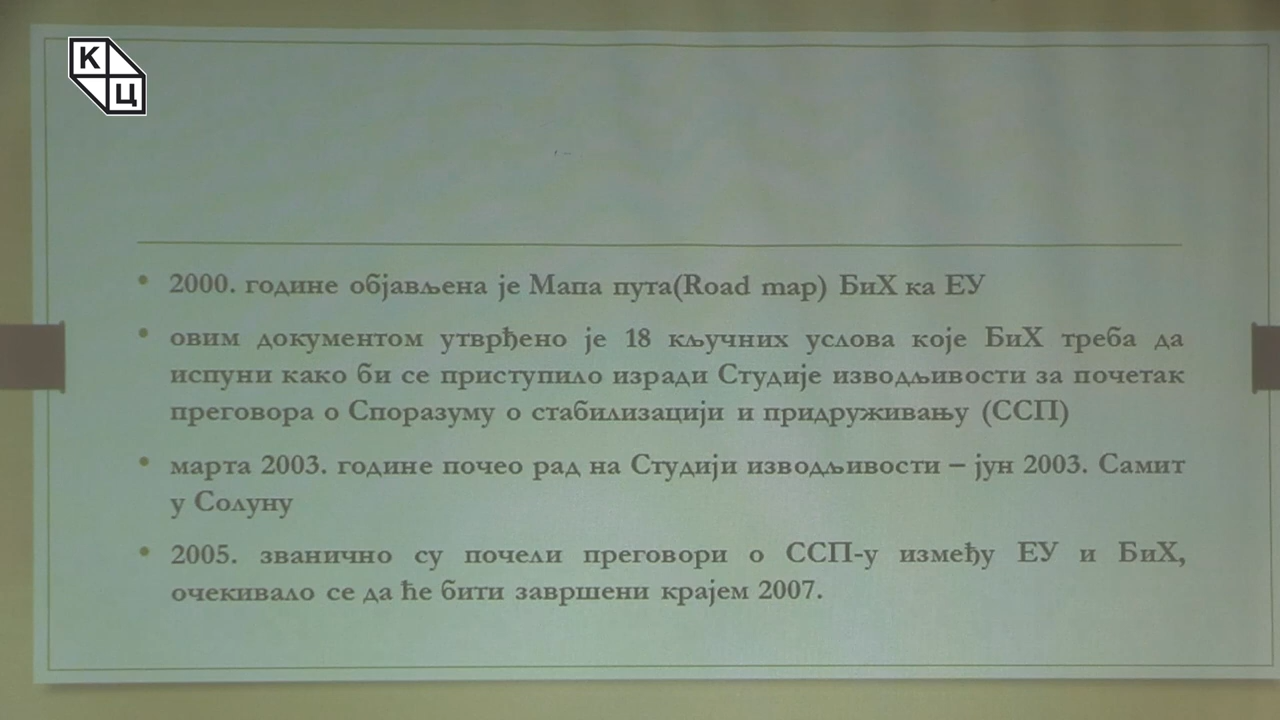 К
Ц
• 2000. године објављена је Мапа пута(Road map) БиХ ка ЕУ
• овим документом утврђено је 18 кључних услова које БиХ треба да
испуни како би се приступило изради Студије изводљивости за почетак
преговора о Споразуму о стабилизацији и придруживању (ССП)
• марта 2003. године почео рад на Студији изводљивости – јун 2003. Самит
у Солуну
• 2005. званично су почели преговори о ССП-у између ЕУ и БиХ,
очекивало се да ће бити завршени крајем 2007.